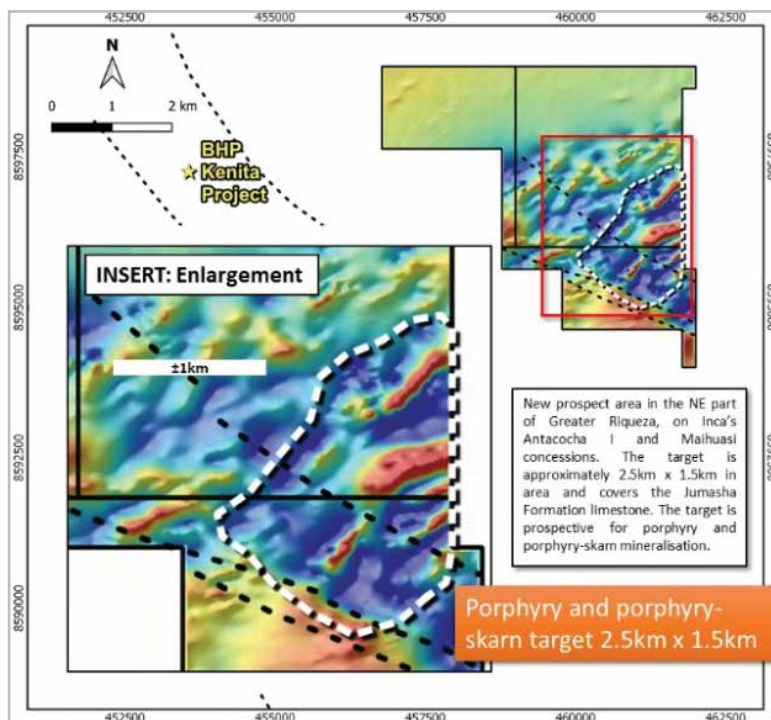 452500 455000 457500 460000 462500
N
0 1 2 km
BHP
Kenita
Project
8597500
8597500
INSERT: Enlargement
8595000
8595000
±1km
New prospect area in the NE part
of Greater Riqueza, on Inca's
Antacocha I and Maihuasi
concessions. The target is
approximately 2.5km x 1.5km in
area and covers the Jumasha
Formation limestone. The target is
prospective for porphyry and
porphyry-skarn mineralisation.
8592500
8592500
Porphyry and porphyry-
skarn target 2.5km x 1.5km
8590000
452500 455000 457500 460000 462500